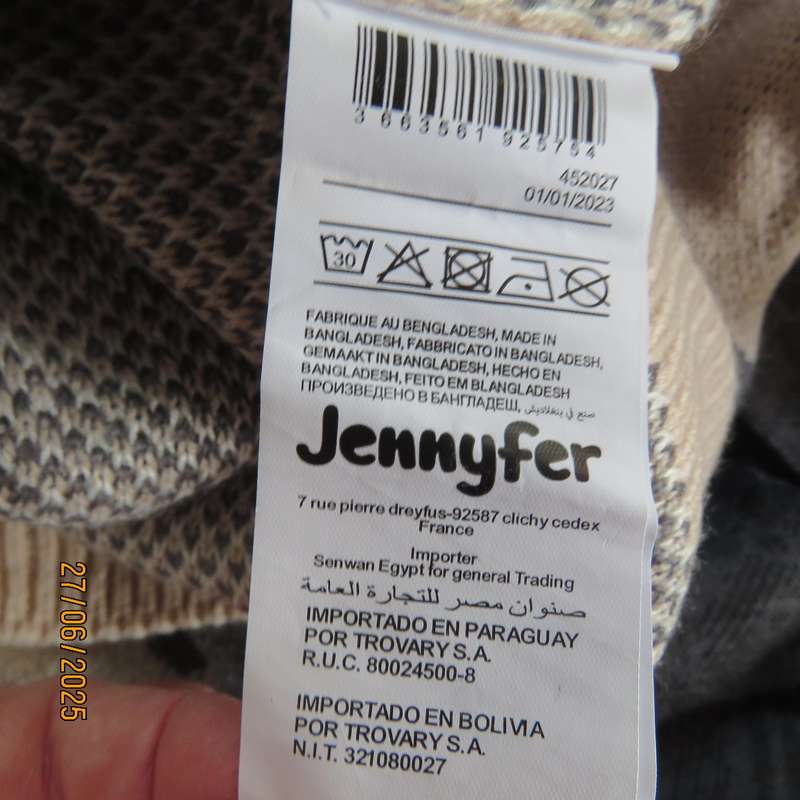 3 663561 925754
452027
01/01/2023
30
FABRIQUE AU BENGLADESH, MADE IN
BANGLADESH, FABBRICATO IN BANGLADESH,
GEMAAKT IN BANGLADESH, HECHO EN
BANGLADESH, FEITO EM BLANGLADESH
ПРОИЗВЕДЕНО В БАНГЛАДЕШ, صنع في بنغلاديش
Jennyfer
7 rue pierre dreyfus-92587 clichy cedex
France
Importer
Senwan Egypt for general Trading
صنوان مصر للتجارة العامة
IMPORTADO EN PARAGUAY
POR TROVARY S.A.
R.U.C. 80024500-8
IMPORTADO EN BOLIVIA
POR TROVARY S.A.
N.I.T. 321080027
27/06/2025